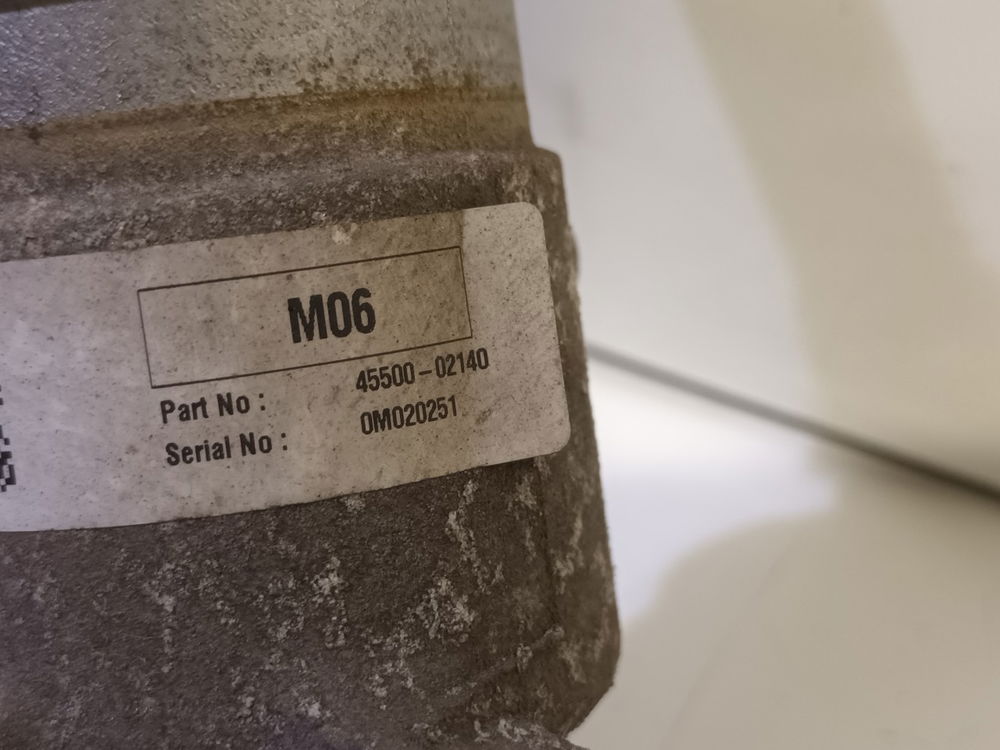 M06
Part No : 45500-02140
Serial No : 0M020251